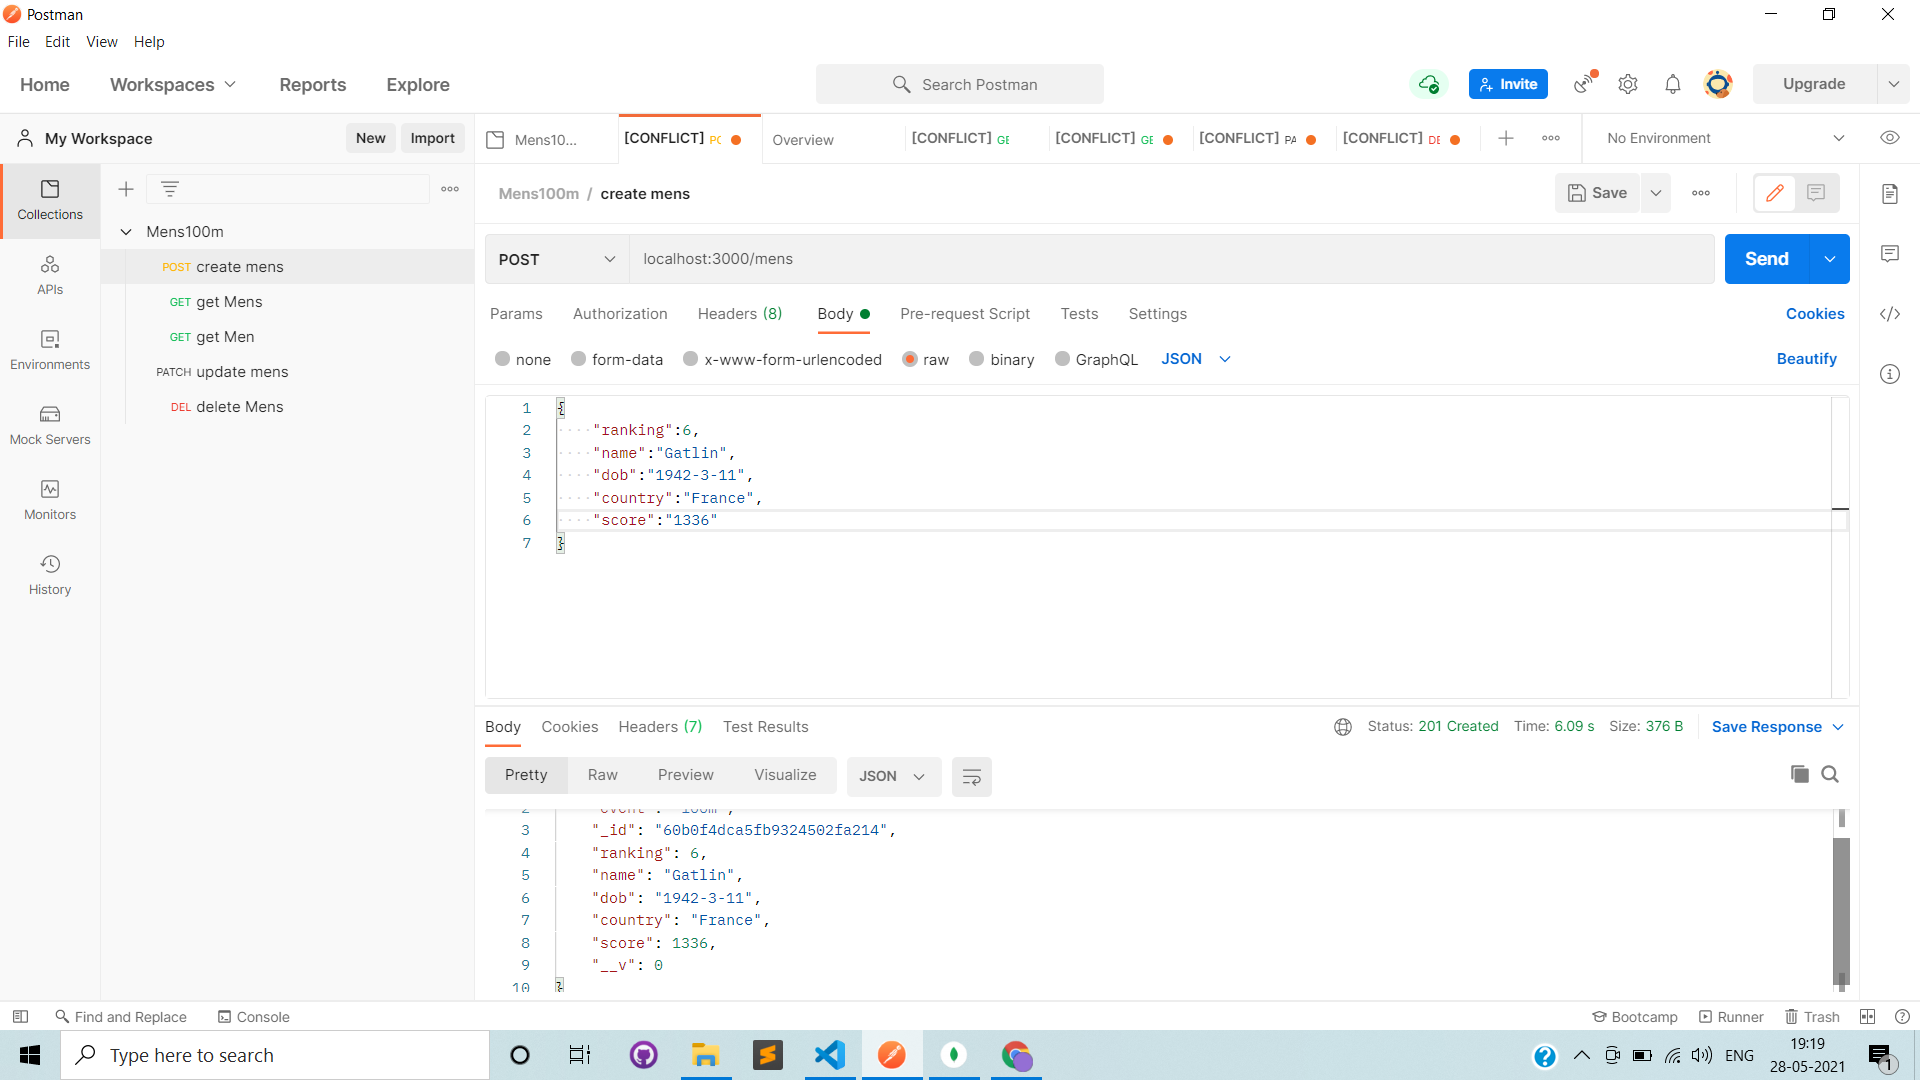 Postman
File Edit View Help
Home Workspaces Reports Explore Search Postman Invite Upgrade
My Workspace New Import Mens10... [CONFLICT] Overview [CONFLICT] GE [CONFLICT] GE [CONFLICT] PA [CONFLICT] DE No Environment
Mens100m / create mens Save
Collections
APIs
Environments
Mock Servers
Monitors
History
Mens100m
POST create mens
GET get Mens
GET get Men
PATCH update mens
DEL delete Mens
POST localhost:3000/mens Send
Params Authorization Headers (8) Body Pre-request Script Tests Settings Cookies
none form-data x-www-form-urlencoded raw binary GraphQL JSON Beautify
1 {
2 "ranking":6,
3 "name":"Gatlin",
4 "dob":"1942-3-11",
5 "country":"France",
6 "score":"1336"
7 }
Body Cookies Headers (7) Test Results Status: 201 Created Time: 6.09 s Size: 376 B Save Response
Pretty Raw Preview Visualize JSON
3 "_id": "60b0f4dca5fb9324502fa214",
4 "ranking": 6,
5 "name": "Gatlin",
6 "dob": "1942-3-11",
7 "country": "France",
8 "score": 1336,
9 "__v": 0
10 }
Find and Replace Console Bootcamp Runner Trash
Type here to search ENG 19:19
28-05-2021 1